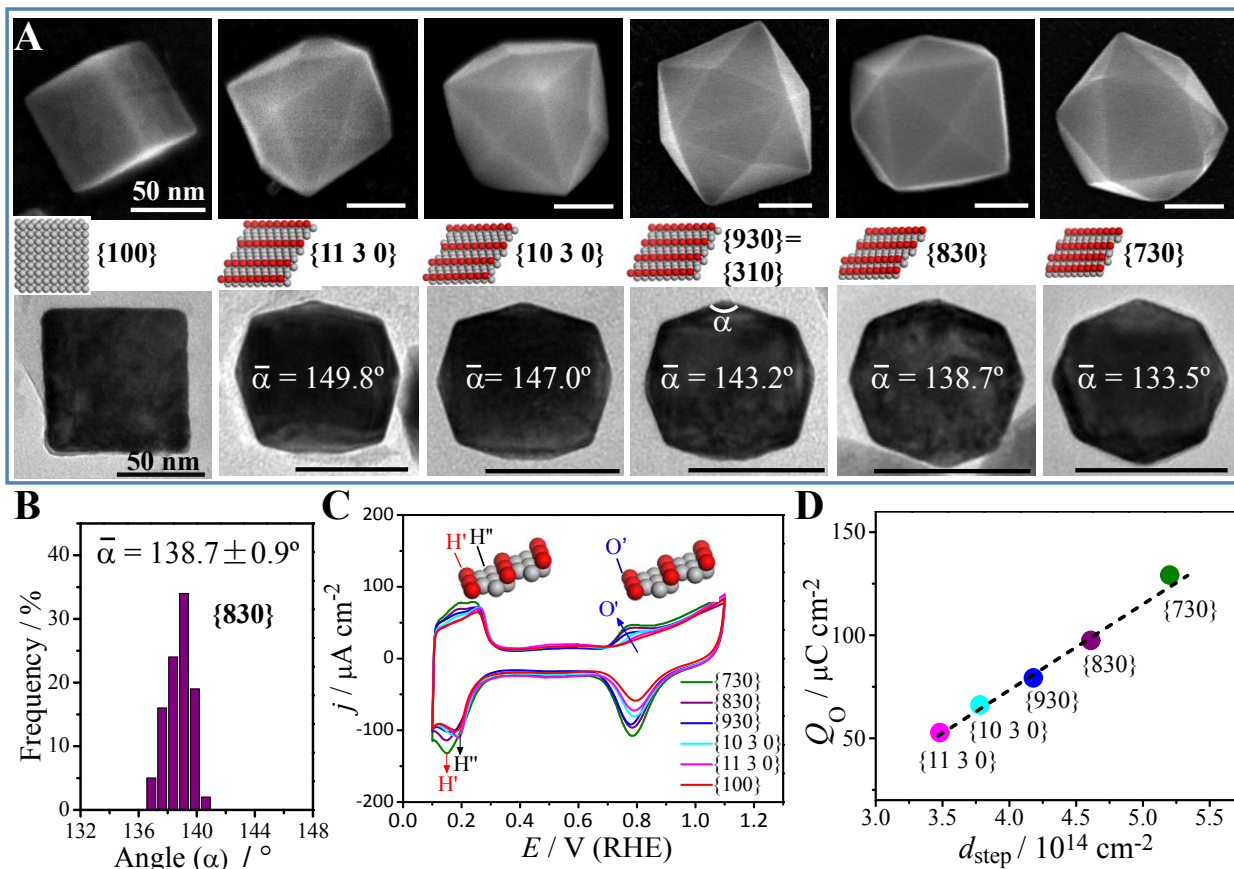 A
50 nm
{100}
{11 3 0}
{10 3 0}
{930}=
{310}
{830}
{730}
α
ᾱ = 149.8º
ᾱ= 147.0º
ᾱ = 143.2º
ᾱ = 138.7º
ᾱ = 133.5º
50 nm
B
Frequency / %
40
30
20
10
0
ᾱ = 138.7 ± 0.9º
{830}
132 136 140 144 148
Angle (α) / °
C
j / μA cm-2
200
100
0
-100
-200
H' H"
O'
O'
H"
H'
{730}
{830}
{930}
{10 3 0}
{11 3 0}
{100}
0.0 0.2 0.4 0.6 0.8 1.0 1.2
E / V (RHE)
D
QO / μC cm-2
150
100
50
{730}
{830}
{930}
{10 3 0}
{11 3 0}
3.0 3.5 4.0 4.5 5.0 5.5
dstep / 10¹⁴ cm-2